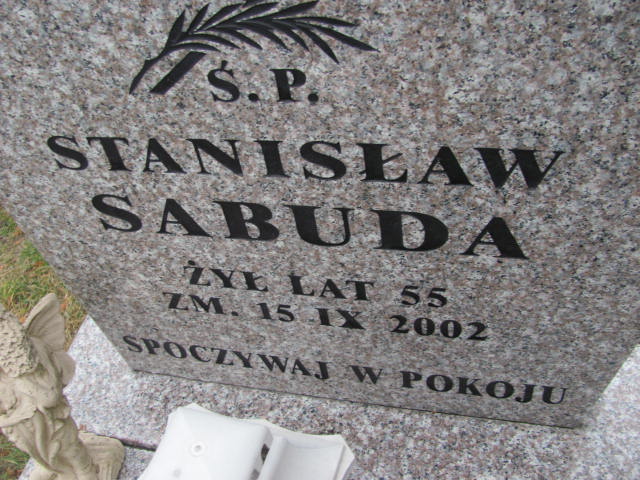 Ś.P.
STANISŁAW
SABUDA
ŻYŁ LAT 55
ZM. 15 IX 2002
SPOCZYWAJ W POKOJU